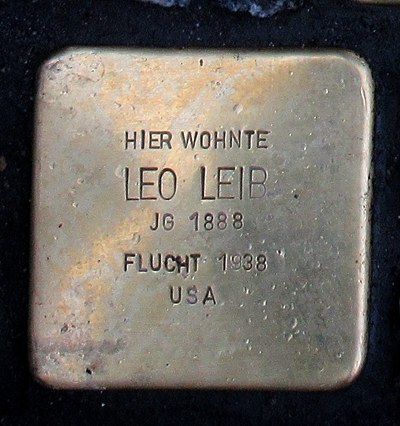 HIER WOHNTE
LEO LEIB
JG 1888
FLUCHT 1938
USA